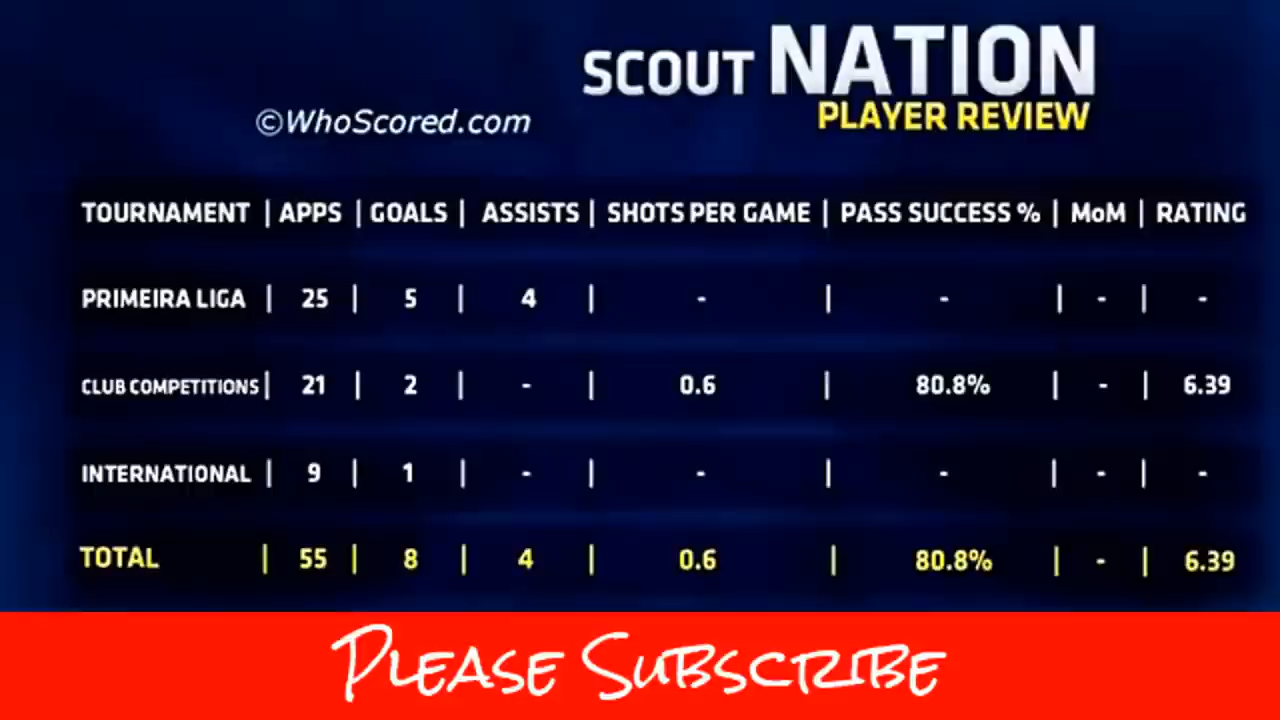 SCOUT NATION
PLAYER REVIEW
©WhoScored.com
TOURNAMENT | APPS | GOALS | ASSISTS | SHOTS PER GAME | PASS SUCCESS % | MoM | RATING
PRIMEIRA LIGA | 25 | 5 | 4 | - | - | - | -
CLUB COMPETITIONS | 21 | 2 | - | 0.6 | 80.8% | - | 6.39
INTERNATIONAL | 9 | 1 | - | - | - | - | -
TOTAL | 55 | 8 | 4 | 0.6 | 80.8% | - | 6.39
PLEASE SUBSCRIBE